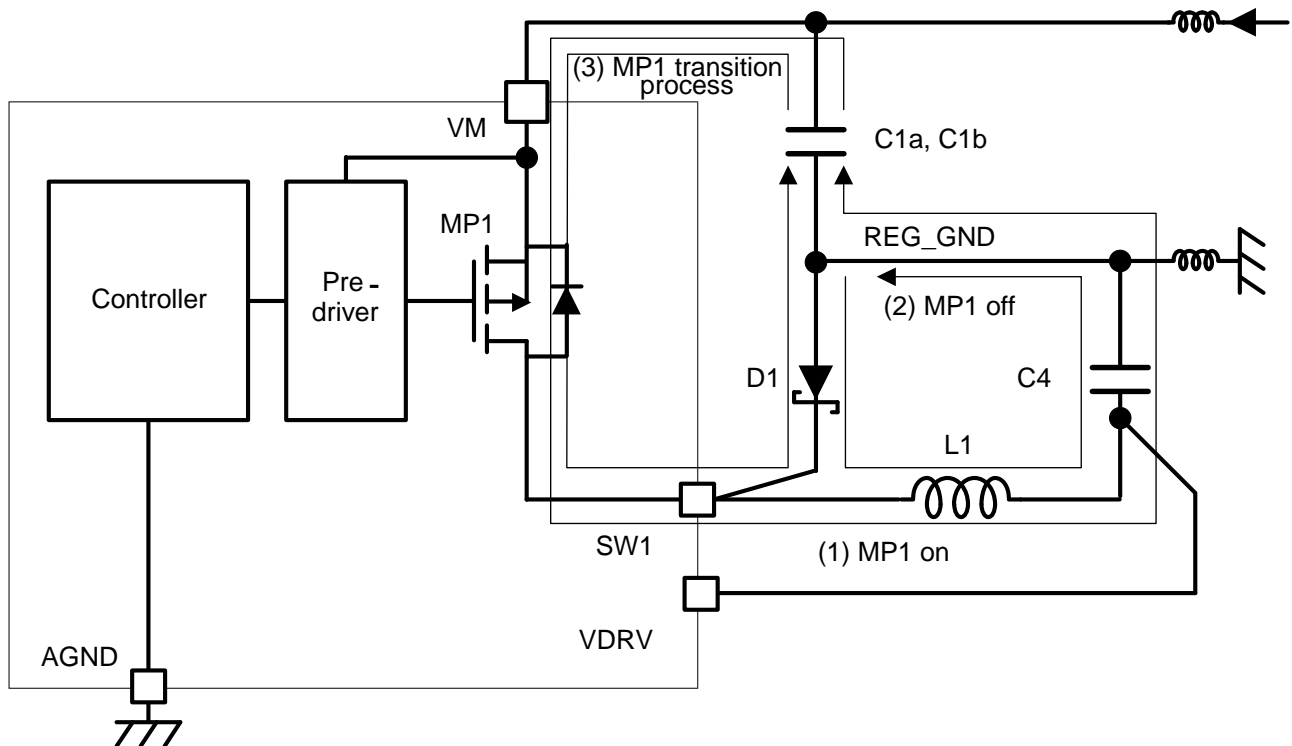 (3) MP1 transition
process
VM
C1a, C1b
MP1
REG_GND
Controller
Pre-
driver
(2) MP1 off
D1
C4
L1
SW1
(1) MP1 on
VDRV
AGND